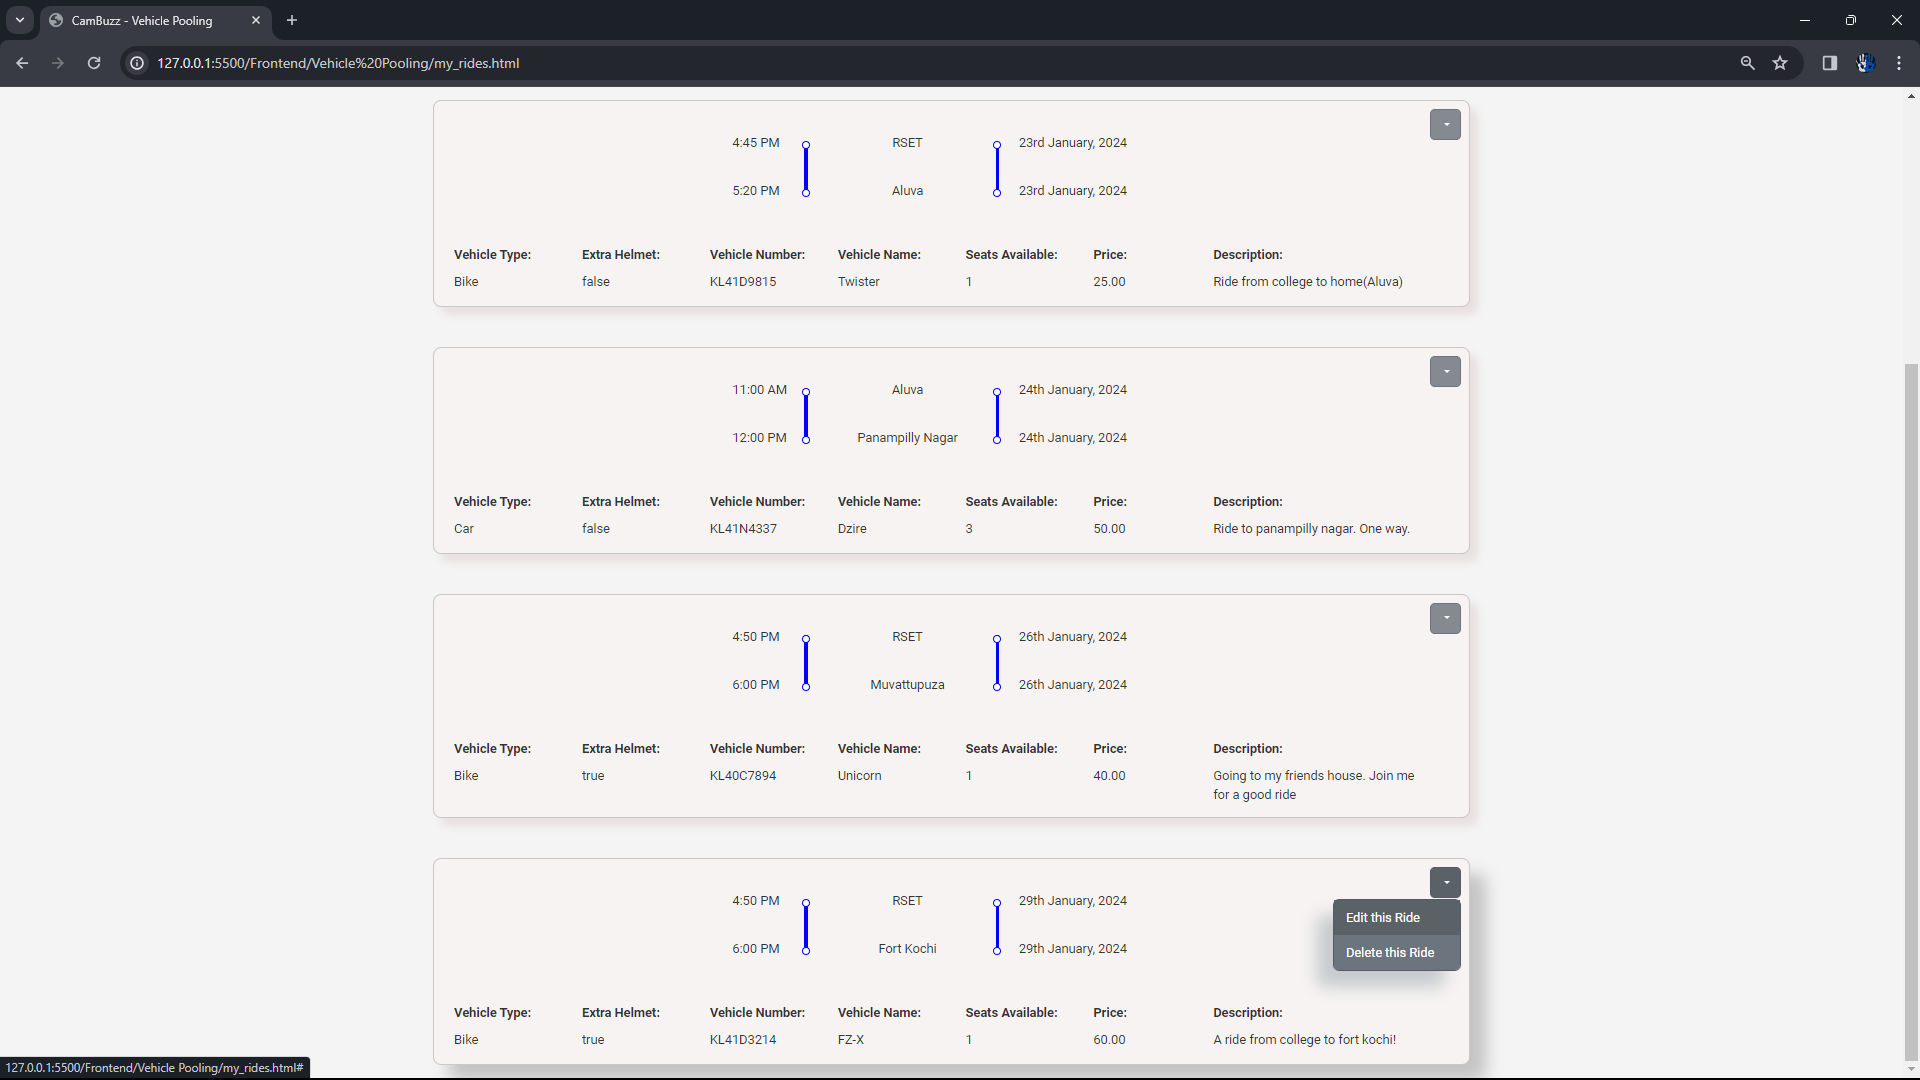 CamBuzz - Vehicle Pooling
127.0.0.1:5500/Frontend/Vehicle%20Pooling/my_rides.html
4:45 PM RSET 23rd January, 2024
5:20 PM Aluva 23rd January, 2024
Vehicle Type: Extra Helmet: Vehicle Number: Vehicle Name: Seats Available: Price: Description:
Bike false KL41D9815 Twister 1 25.00 Ride from college to home(Aluva)
11:00 AM Aluva 24th January, 2024
12:00 PM Panampilly Nagar 24th January, 2024
Vehicle Type: Extra Helmet: Vehicle Number: Vehicle Name: Seats Available: Price: Description:
Car false KL41N4337 Dzire 3 50.00 Ride to panampilly nagar. One way.
4:50 PM RSET 26th January, 2024
6:00 PM Muvattupuza 26th January, 2024
Vehicle Type: Extra Helmet: Vehicle Number: Vehicle Name: Seats Available: Price: Description:
Bike true KL40C7894 Unicorn 1 40.00 Going to my friends house. Join me
for a good ride
4:50 PM RSET 29th January, 2024
Edit this Ride
6:00 PM Fort Kochi 29th January, 2024
Delete this Ride
Vehicle Type: Extra Helmet: Vehicle Number: Vehicle Name: Seats Available: Price: Description:
Bike true KL41D3214 FZ-X 1 60.00 A ride from college to fort kochi!
127.0.0.1:5500/Frontend/Vehicle Pooling/my_rides.html#